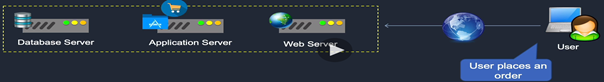 Database Server
Application Server
Web Server
User
User places an
order